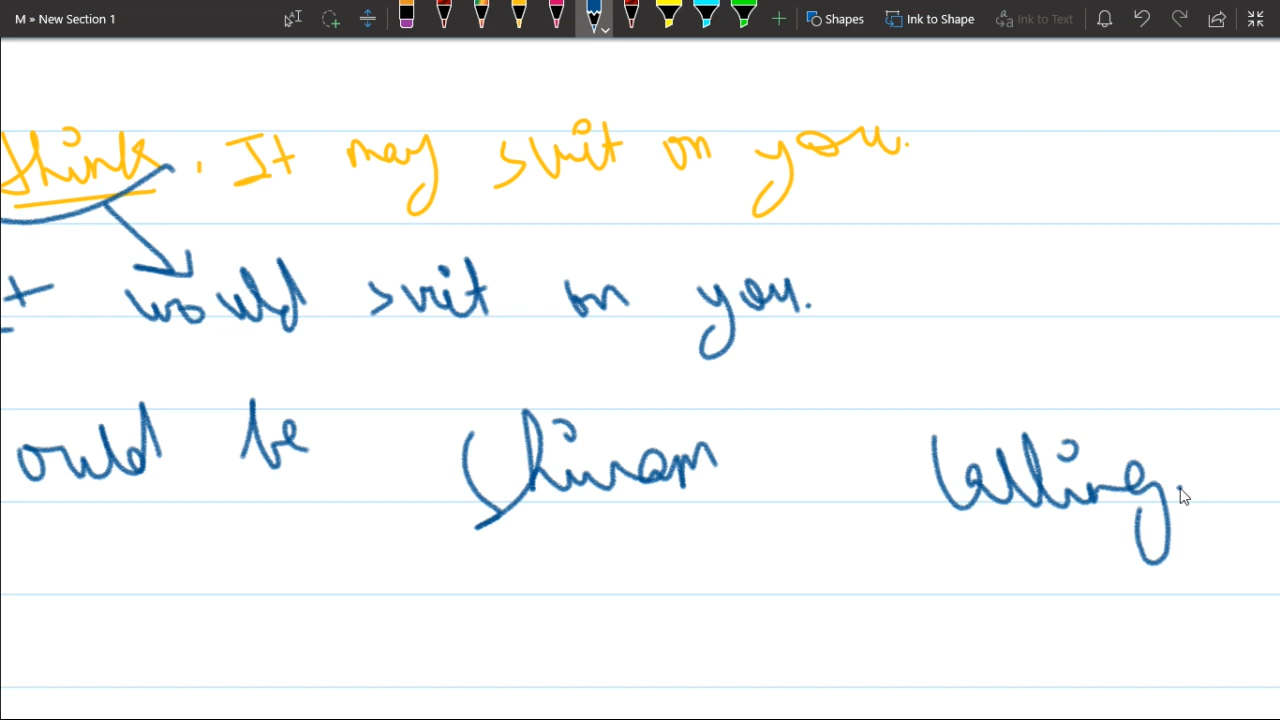 M » New Section 1
Shapes
Ink to Shape
Ink to Text
think. It may suit on you.
t would suit on you.
ould be Shivam Calling.